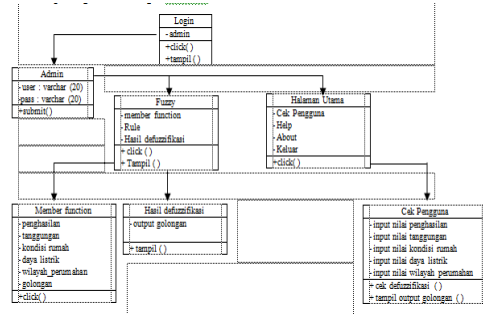 Login
- admin
+click( )
+tampil ( )
Admin
- user : varchar (20)
-pass : varchar (20)
+submit( )
Fuzzy
- member function
- Rule
- Hasil defuzzifikasi
+ click ( )
+ Tampil ( )
Halaman Utama
- Cek Pengguna
- Help
- About
- Keluar
+click( )
Member function
- penghasilan
- tanggungan
- kondisi rumah
- daya listrik
- wilayah_perumahan
- golongan
+click( )
Hasil defuzzifikasi
- output golongan
+ tampil ( )
Cek Pengguna
- input nilai penghasilan
- input nilai tanggungan
- input nilai kondisi rumah
- input nilai daya listrik
- input nilai wilayah perumahan
+ cek defuzzifikasi ( )
+ tampil output golongan ( )